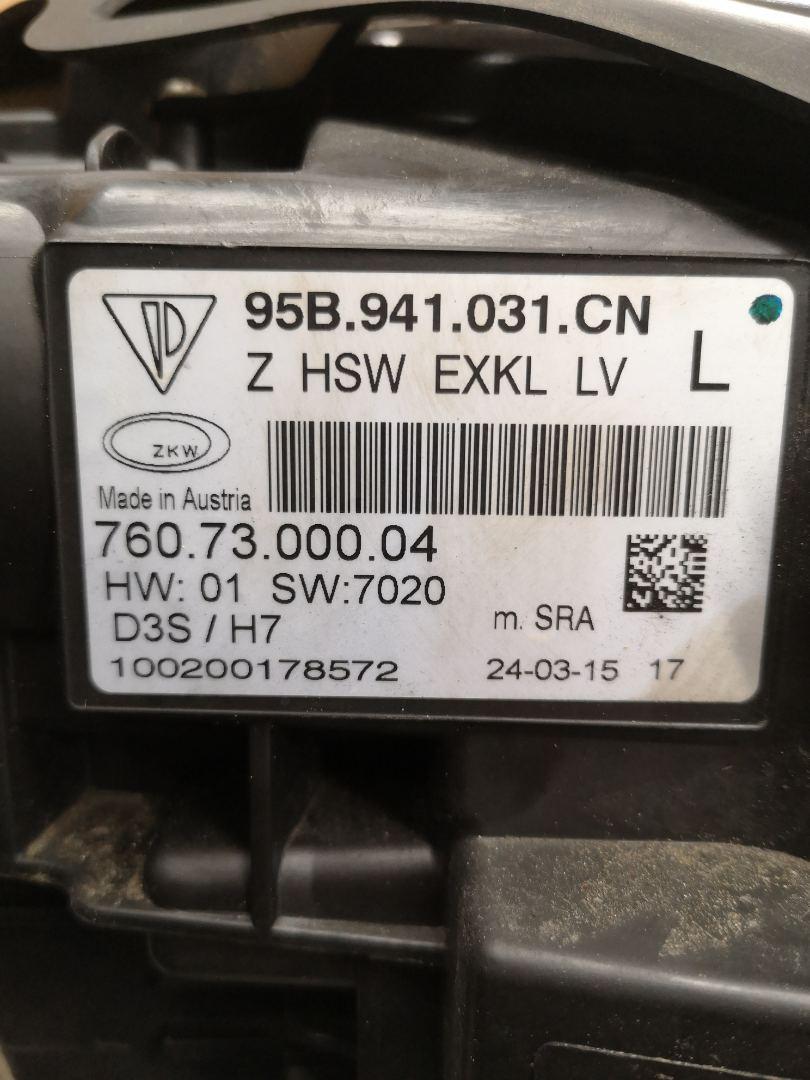 95B.941.031.CN
Z HSW EXKL LV L
ZKW
Made in Austria
760.73.000.04
HW: 01 SW:7020
D3S / H7 m. SRA
100200178572 24-03-15 17